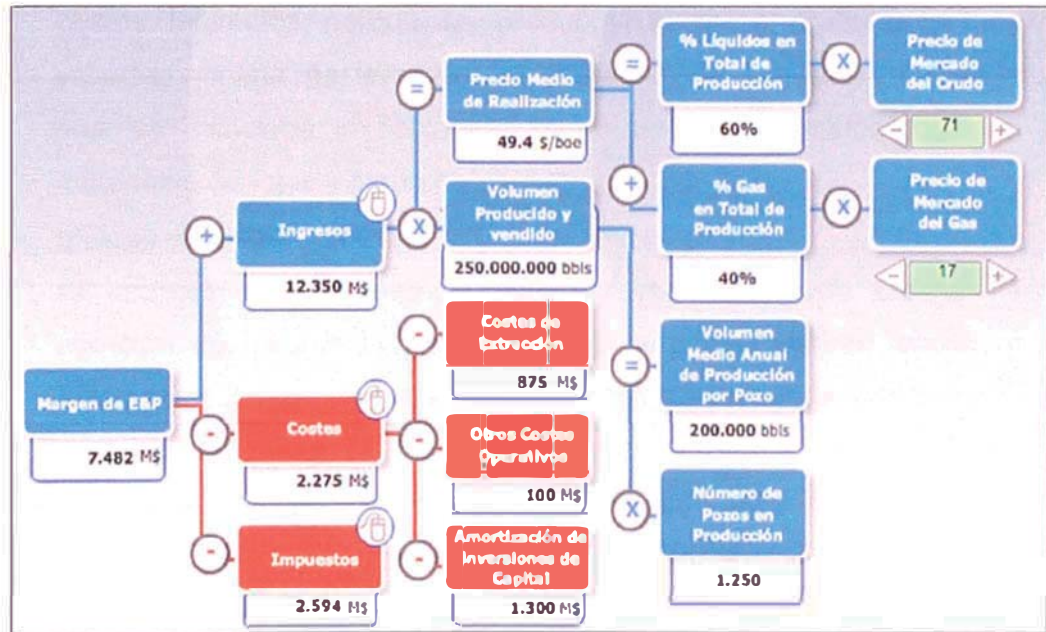 % Líquidos en
Total de
Producción
60%
Precio de
Mercado
del Crudo
71
Precio Medio
de Realización
49.4 $/boe
% Gas
en Total de
Producción
40%
Precio de
Mercado
del Gas
17
Ingresos
12.350 M$
Volumen
Producido y
vendido
250.000.000 bbls
Costes de
Extracción
875 M$
Volumen
Medio Anual
de Producción
por Pozo
200.000 bbls
Margen de E&P
7.482 M$
Costes
2.275 M$
Otros Costes
Operativos
100 M$
Número de
Pozos en
Producción
1.250
Impuestos
2.594 M$
Amortización de
Inversiones de
Capital
1.300 M$